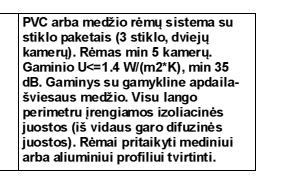 PVC arba medžio rėmų sistema su
stiklo paketais (3 stiklo, dviejų
kamerų). Rėmas min 5 kamerų.
Gaminio U<=1.4 W/(m2*K), min 35
dB. Gaminys su gamykline apdaila-
šviesaus medžio. Visu lango
perimetru įrengiamos izoliacinės
juostos (iš vidaus garo difuzinės
juostos). Rėmai pritaikyti mediniui
arba aliuminiui profiliui tvirtinti.